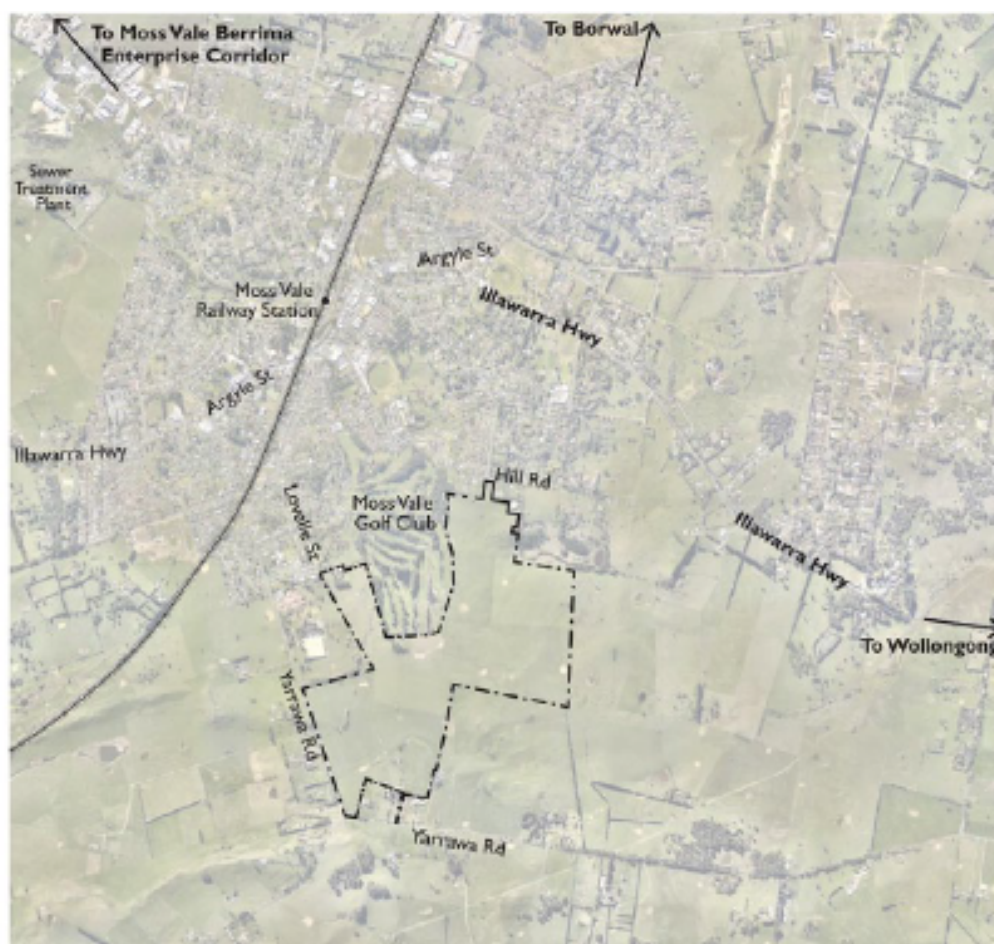 To Moss Vale Berrima
Enterprise Corridor
To Borwal
Sewer
Treatment
Plant
Argyle St
Moss Vale
Railway Station
Illawarra Hwy
Argyle St
Illawarra Hwy
Hill Rd
Moss Vale
Golf Club
Lovelle St
Illawarra Hwy
To Wollongong
Yarrawa Rd
Yarrawa Rd